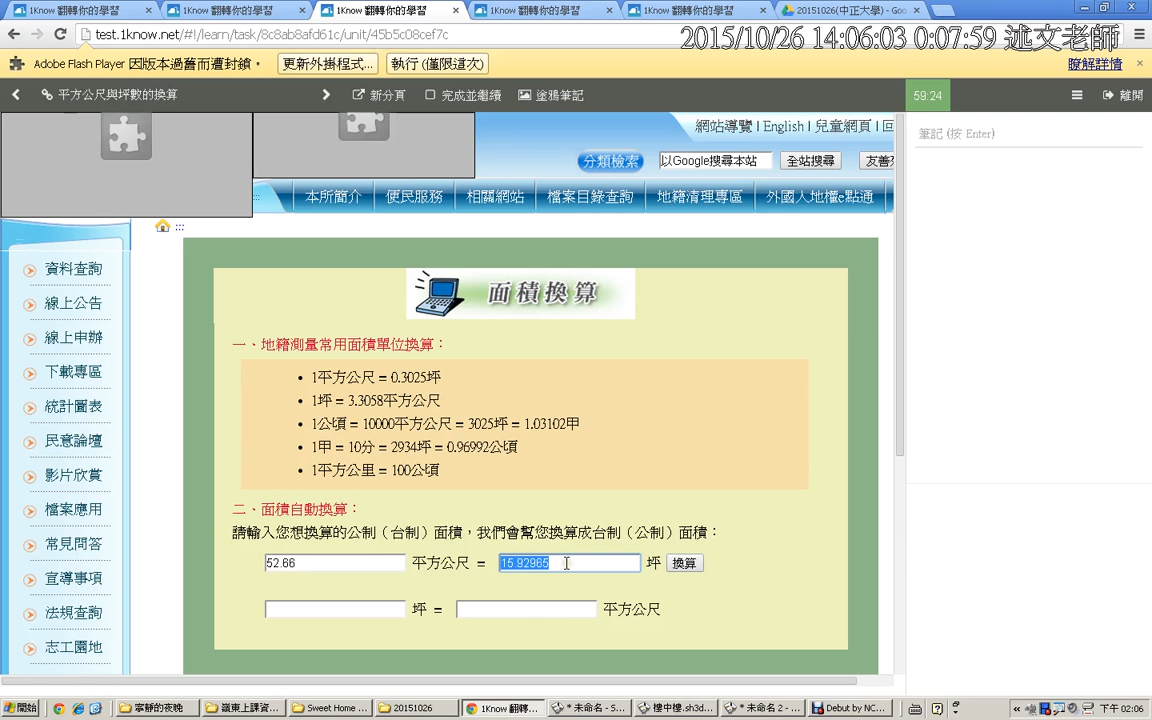 1Know 翻轉你的學習
1Know 翻轉你的學習
1Know 翻轉你的學習
1Know 翻轉你的學習
1Know 翻轉你的學習
20151026(中正大學) - Goo
test.1know.net/#!/learn/task/8c8ab8afd61c/unit/45b5c08cef7c
2015/10/26 14:06:03 0:07:59 述文老師
Adobe Flash Player 因版本過舊而遭封鎖。
更新外掛程式...
執行 (僅限這次)
瞭解詳情
平方公尺與坪數的換算
新分頁
完成並繼續
塗鴉筆記
59:24
離開
筆記 (按 Enter)
網站導覽 | English | 兒童網頁 | 回
分類檢索
以Google搜尋本站
全站搜尋
友善列
本所簡介
便民服務
相關網站
檔案目錄查詢
地籍清理專區
外國人地權e點通
:::
資料查詢
線上公告
線上申辦
下載專區
統計圖表
民意論壇
影片欣賞
檔案應用
常見問答
宣導事項
法規查詢
志工園地
面積換算
一、地籍測量常用面積單位換算：
• 1平方公尺 = 0.3025坪
• 1坪 = 3.3058平方公尺
• 1公頃 = 10000平方公尺 = 3025坪 = 1.03102甲
• 1甲 = 10分 = 2934坪 = 0.96992公頃
• 1平方公里 = 100公頃
二、面積自動換算：
請輸入您想換算的公制（台制）面積，我們會幫您換算成台制（公制）面積：
52.66 平方公尺 = 15.92965 坪 換算
坪 = 平方公尺
開始
寧靜的夜晚
嶺東上課資...
Sweet Home ...
20151026
1Know 翻轉...
* 未命名 - S...
樓中樓.sh3d...
* 未命名 2 - ...
Debut by NC...
下午 02:06